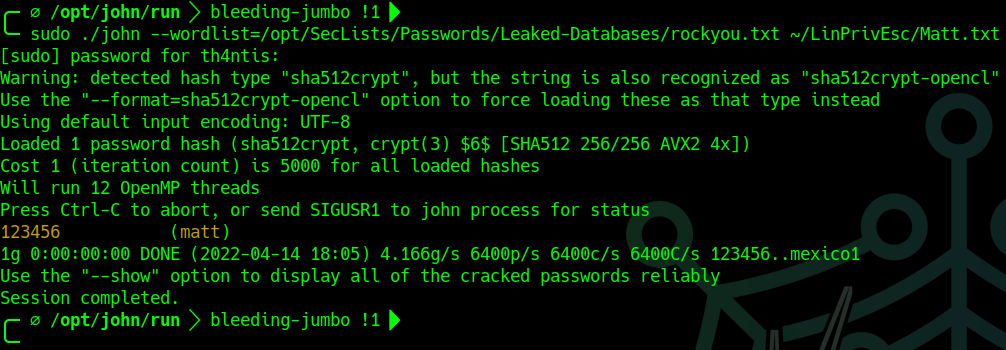 ∅ /opt/john/run > bleeding-jumbo !1
sudo ./john --wordlist=/opt/SecLists/Passwords/Leaked-Databases/rockyou.txt ~/LinPrivEsc/Matt.txt
[sudo] password for th4ntis:
Warning: detected hash type "sha512crypt", but the string is also recognized as "sha512crypt-opencl"
Use the "--format=sha512crypt-opencl" option to force loading these as that type instead
Using default input encoding: UTF-8
Loaded 1 password hash (sha512crypt, crypt(3) $6$ [SHA512 256/256 AVX2 4x])
Cost 1 (iteration count) is 5000 for all loaded hashes
Will run 12 OpenMP threads
Press Ctrl-C to abort, or send SIGUSR1 to john process for status
123456           (matt)
1g 0:00:00:00 DONE (2022-04-14 18:05) 4.166g/s 6400p/s 6400c/s 6400C/s 123456..mexico1
Use the "--show" option to display all of the cracked passwords reliably
Session completed.
∅ /opt/john/run > bleeding-jumbo !1